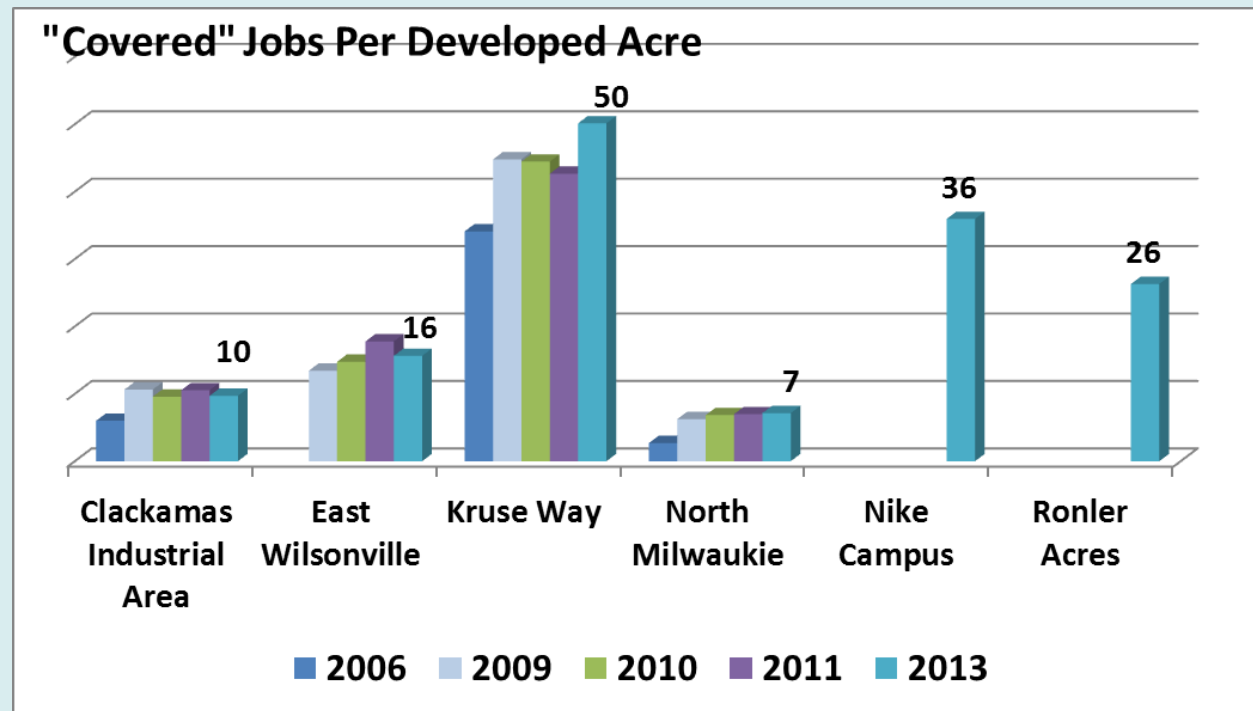 "Covered" Jobs Per Developed Acre
50
36
26
16
10
7
Clackamas
Industrial
Area
East
Wilsonville
Kruse Way
North
Milwaukie
Nike
Campus
Ronler
Acres
2006 2009 2010 2011 2013